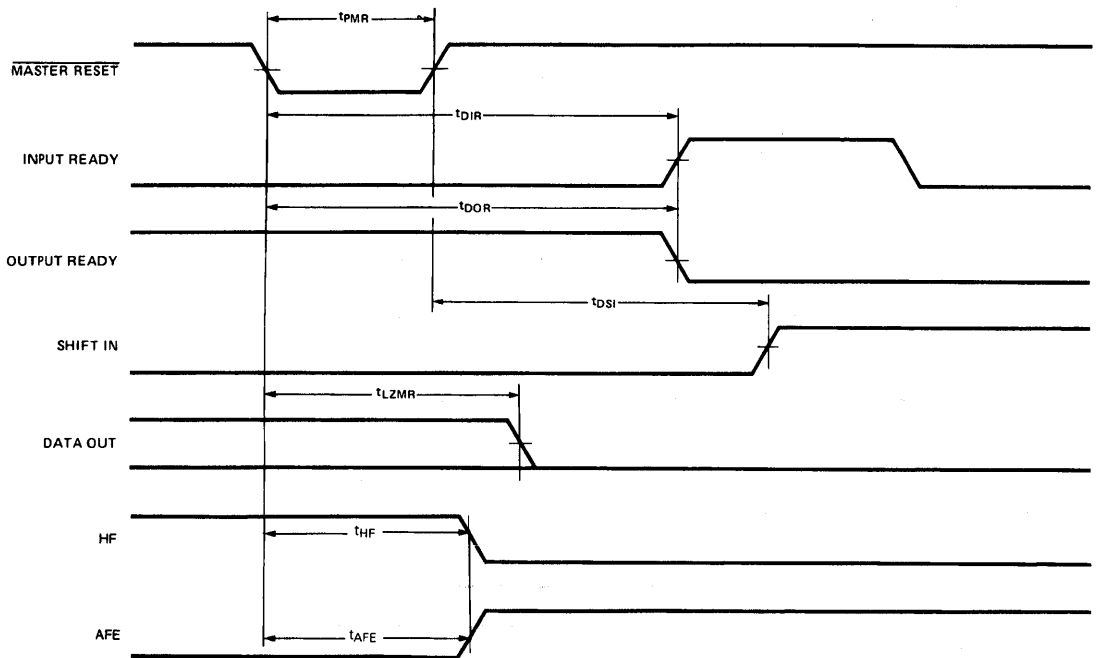 tPMR
MASTER RESET
tDIR
INPUT READY
tDOR
OUTPUT READY
tDSI
SHIFT IN
tLZMR
DATA OUT
HF
tHF
AFE
tAFE